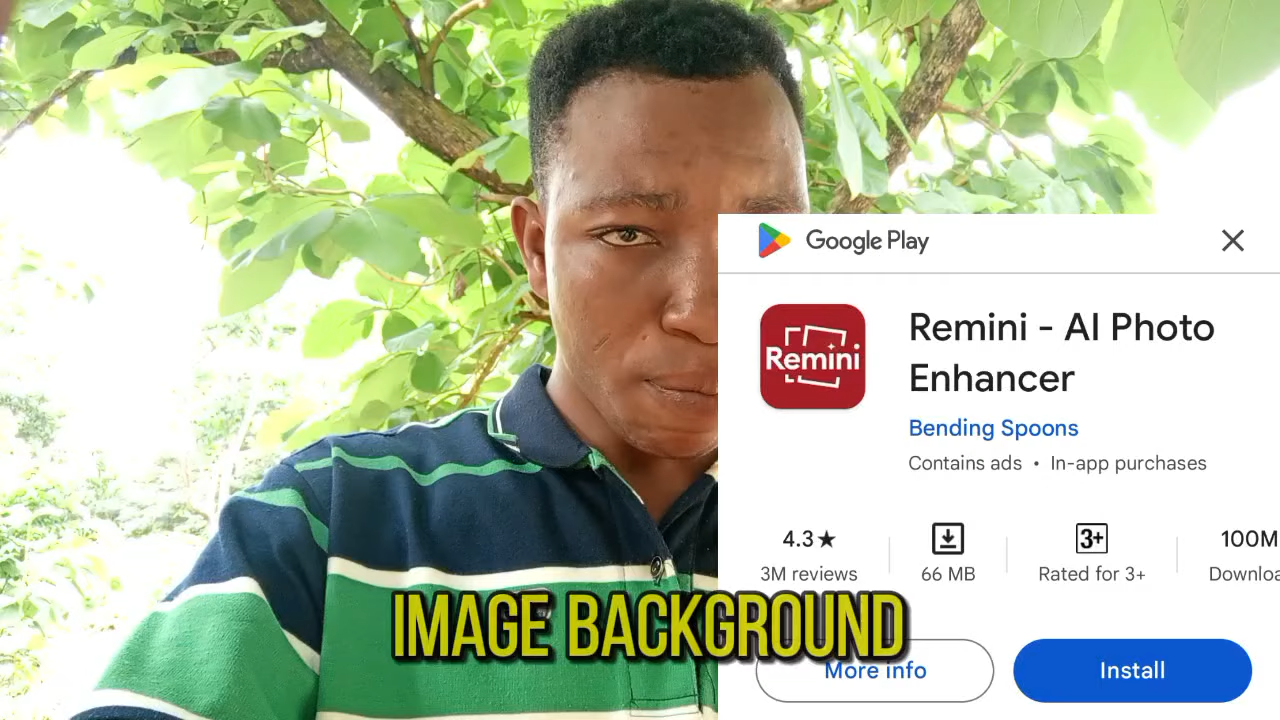 Google Play
Remini
Remini - AI Photo
Enhancer
Bending Spoons
Contains ads • In-app purchases
4.3★
3M reviews
66 MB
3+
Rated for 3+
100M
Downloa
IMAGE BACKGROUND
More info
Install